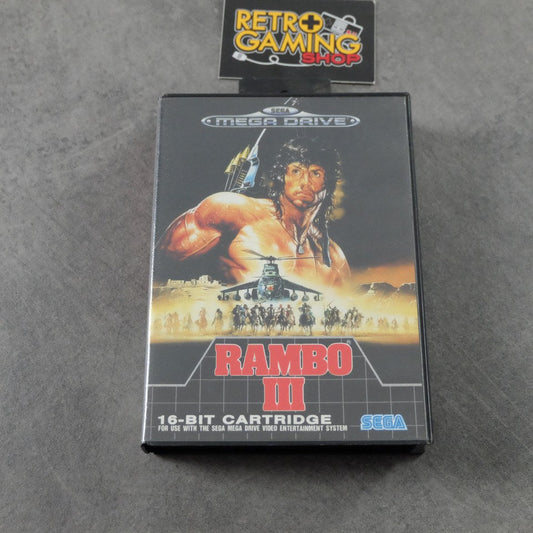 RETRO
GAMING
SHOP
SEGA
MEGA DRIVE
RAMBO
III
16-BIT CARTRIDGE
FOR USE WITH THE SEGA MEGA DRIVE VIDEO ENTERTAINMENT SYSTEM
SEGA